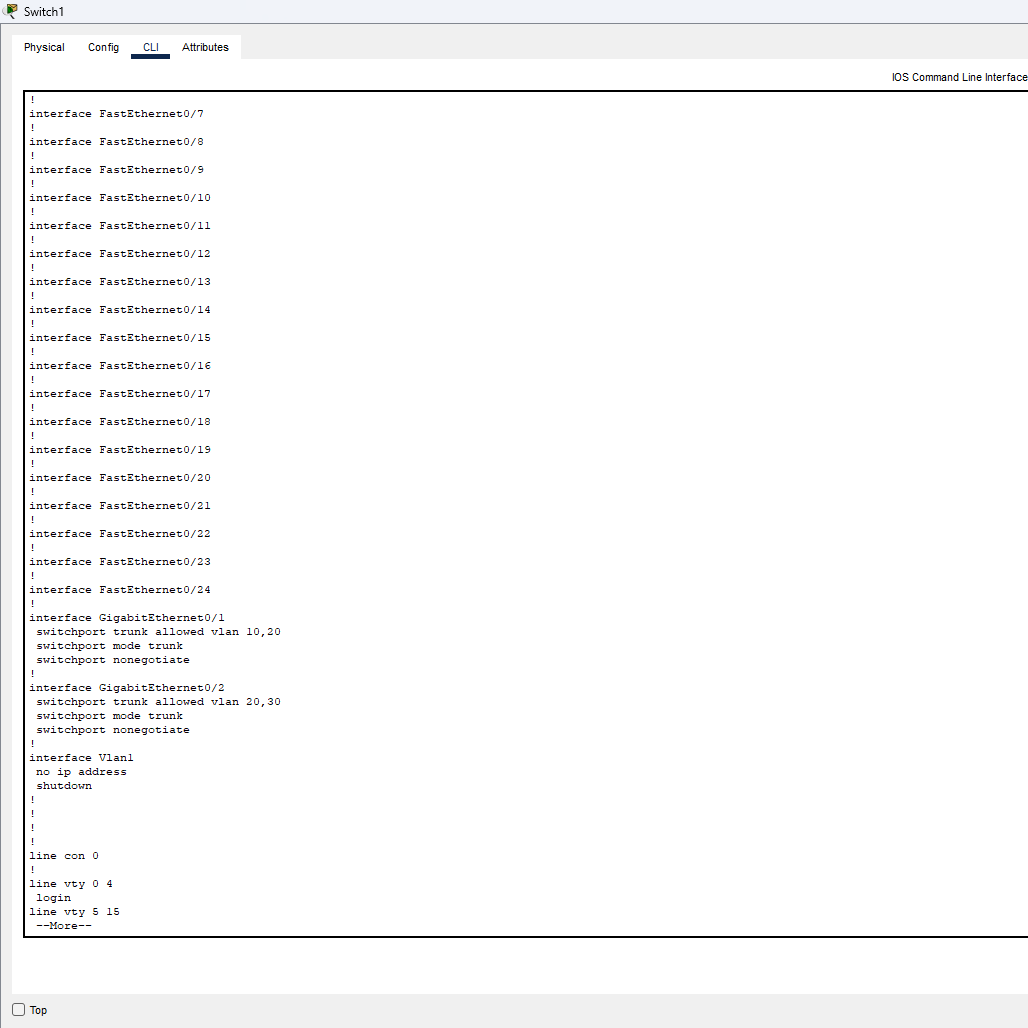 Switch1
Physical Config CLI Attributes
IOS Command Line Interface
!
interface FastEthernet0/7
!
interface FastEthernet0/8
!
interface FastEthernet0/9
!
interface FastEthernet0/10
!
interface FastEthernet0/11
!
interface FastEthernet0/12
!
interface FastEthernet0/13
!
interface FastEthernet0/14
!
interface FastEthernet0/15
!
interface FastEthernet0/16
!
interface FastEthernet0/17
!
interface FastEthernet0/18
!
interface FastEthernet0/19
!
interface FastEthernet0/20
!
interface FastEthernet0/21
!
interface FastEthernet0/22
!
interface FastEthernet0/23
!
interface FastEthernet0/24
!
interface GigabitEthernet0/1
 switchport trunk allowed vlan 10,20
 switchport mode trunk
 switchport nonegotiate
!
interface GigabitEthernet0/2
 switchport trunk allowed vlan 20,30
 switchport mode trunk
 switchport nonegotiate
!
interface Vlan1
 no ip address
 shutdown
!
!
!
!
line con 0
!
line vty 0 4
 login
line vty 5 15
 --More--
Top